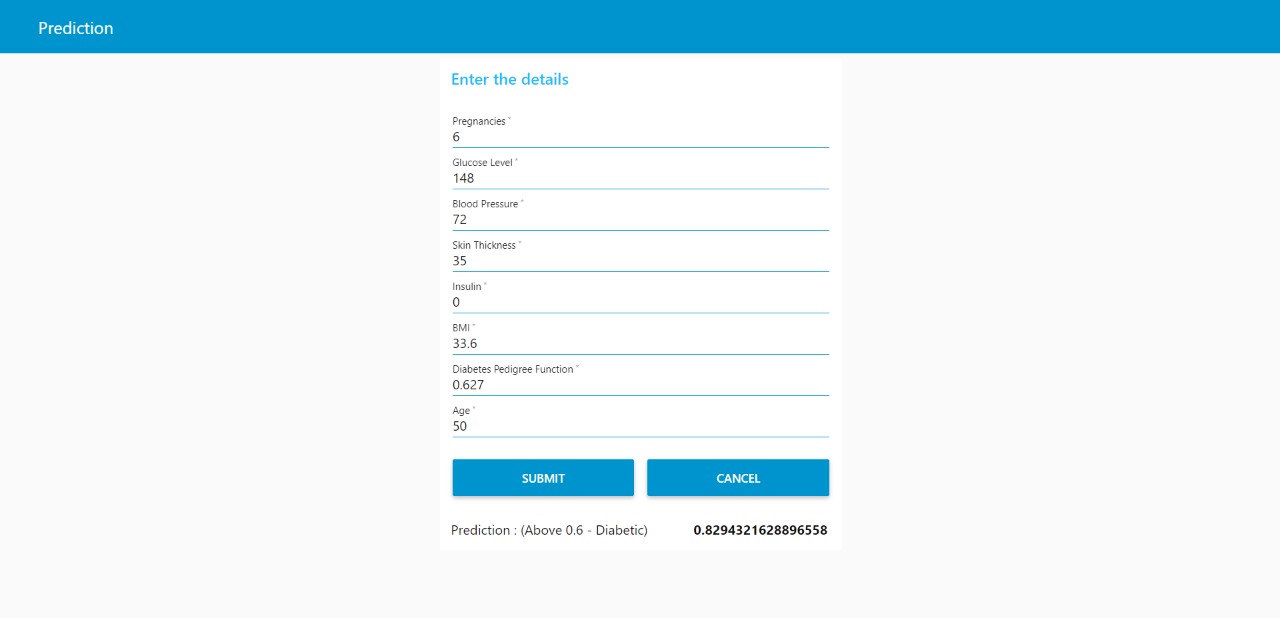 Prediction
Enter the details
Pregnancies *
6
Glucose Level *
148
Blood Pressure *
72
Skin Thickness *
35
Insulin *
0
BMI *
33.6
Diabetes Pedigree Function *
0.627
Age *
50
SUBMIT CANCEL
Prediction : (Above 0.6 - Diabetic) 0.8294321628896558